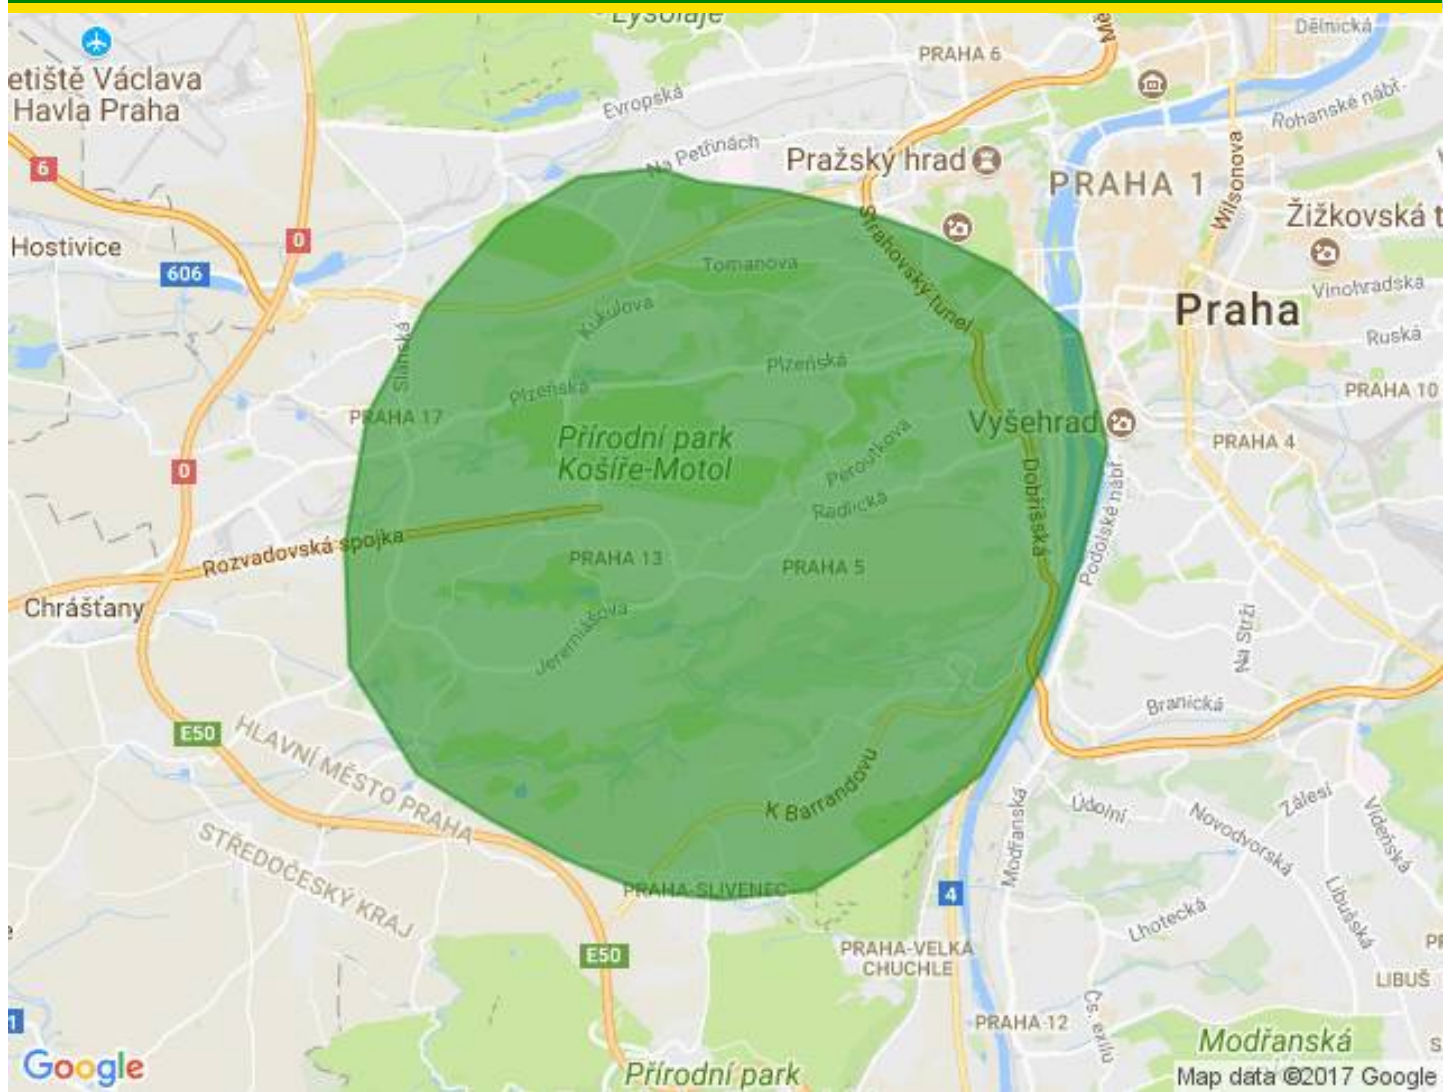 Lysolaje
Dělnická
PRAHA 6
etiště Václava
Havla Praha
Evropská
Rohanské nábř.
6
Na Petřinách
Pražský hrad
PRAHA 1
Wilsonova
Žižkovská t
Strahovský tunel
Hostivice
0
606
Tomanova
Vinohradská
Kukulova
Praha
Ruská
Slánská
Plzeňská
Plzeňská
PRAHA 10
PRAHA 17
Vyšehrad
PRAHA 4
Přírodní park
Košíře-Motol
Peroutkova
0
Radlická
Dobříšská
Podolské nábř.
Rozvadovská spojka
PRAHA 13
PRAHA 5
Chrášťany
Jeremiášova
Na Strži
Branická
E50
HLAVNÍ MĚSTO PRAHA
K Barrandovu
Údolní
Zálesí
Modřanská
Novodvorská
Vídeňská
STŘEDOČESKÝ KRAJ
PRAHA-SLIVENEC
4
Libušská
Lhotecká
E50
PRAHA-VELKÁ
CHUCHLE
LIBUŠ
PRAHA 12
Čs. exilu
1
Modřanská
Google
Přírodní park
Map data ©2017 Google